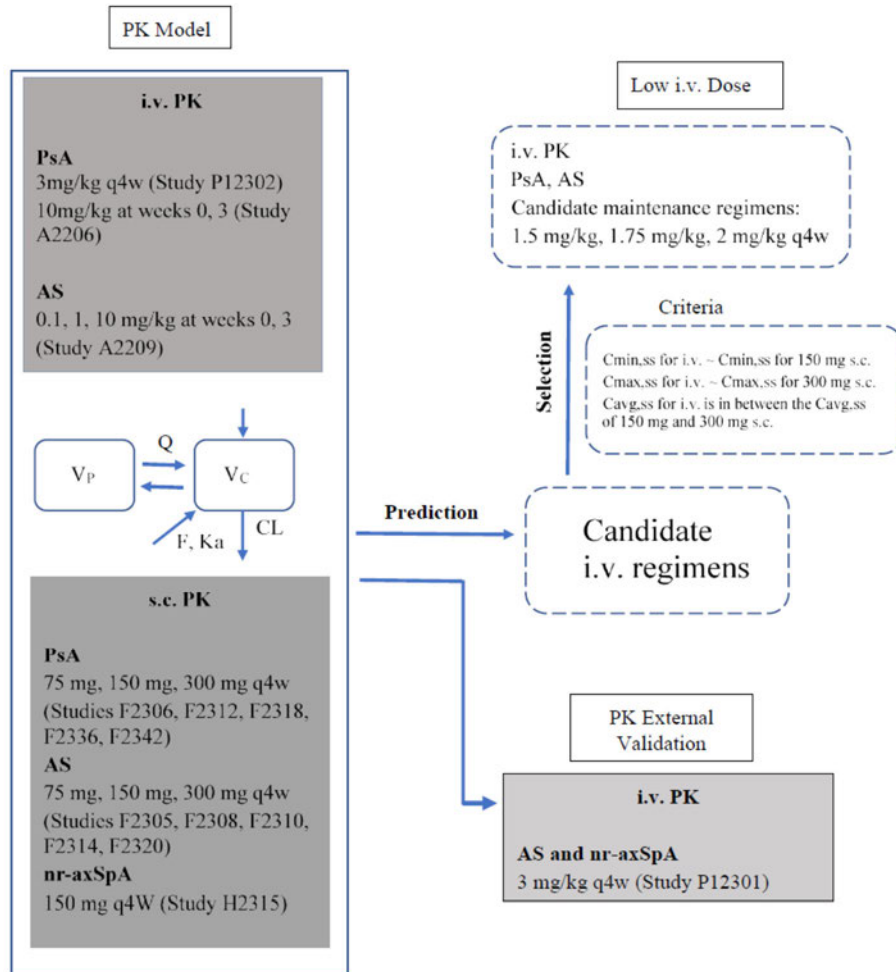 PK Model
i.v. PK
PsA
3mg/kg q4w (Study P12302)
10mg/kg at weeks 0, 3 (Study
A2206)
AS
0.1, 1, 10 mg/kg at weeks 0, 3
(Study A2209)
Q
VP
VC
CL
F, Ka
s.c. PK
PsA
75 mg, 150 mg, 300 mg q4w
(Studies F2306, F2312, F2318,
F2336, F2342)
AS
75 mg, 150 mg, 300 mg q4w
(Studies F2305, F2308, F2310,
F2314, F2320)
nr-axSpA
150 mg q4W (Study H2315)
Low i.v. Dose
i.v. PK
PsA, AS
Candidate maintenance regimens:
1.5 mg/kg, 1.75 mg/kg, 2 mg/kg q4w
Selection
Criteria
Cmin,ss for i.v. ~ Cmin,ss for 150 mg s.c.
Cmax,ss for i.v. ~ Cmax,ss for 300 mg s.c.
Cavg,ss for i.v. is in between the Cavg,ss
of 150 mg and 300 mg s.c.
Prediction
Candidate
i.v. regimens
PK External
Validation
i.v. PK
AS and nr-axSpA
3 mg/kg q4w (Study P12301)